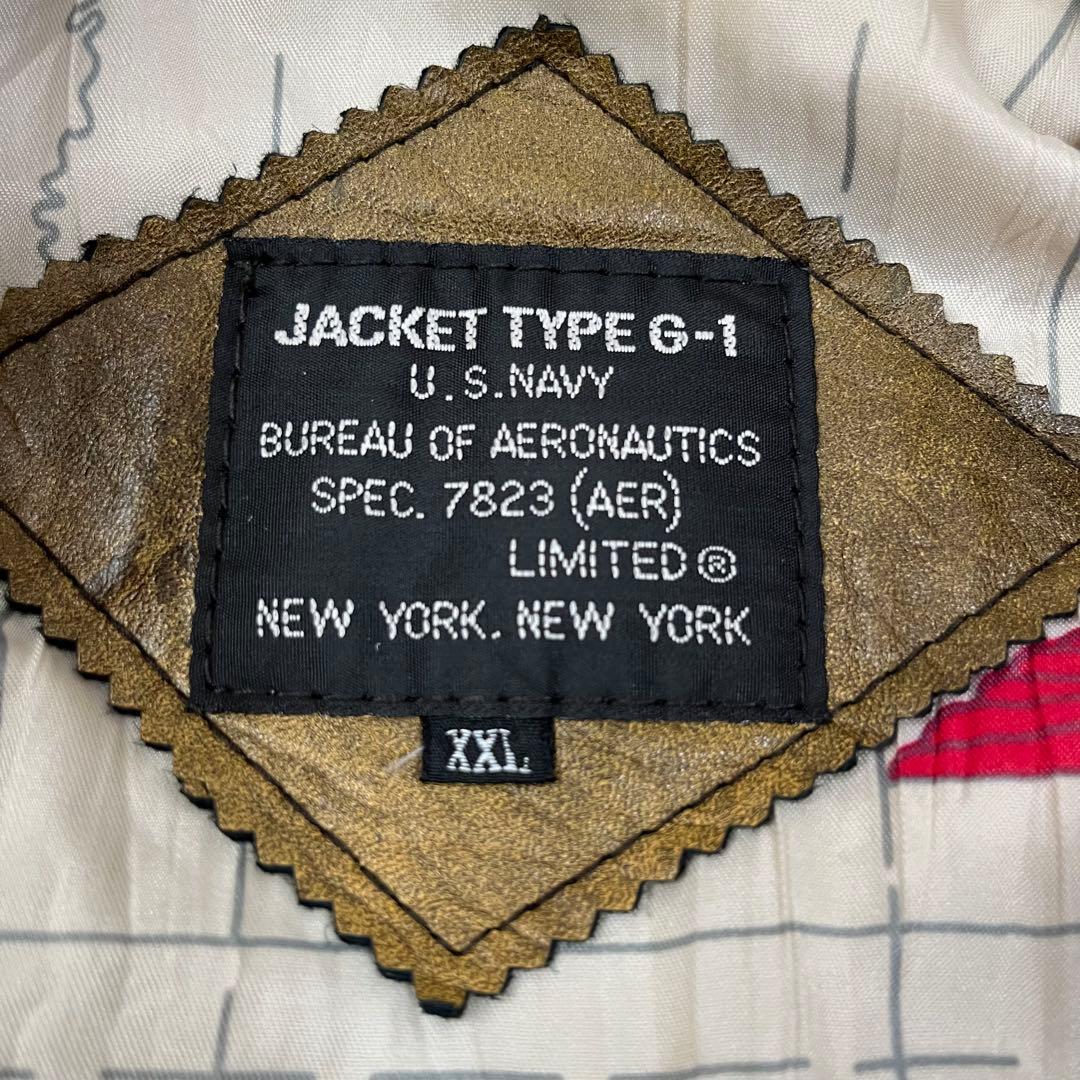 JACKET TYPE G-1
U.S.NAVY
BUREAU OF AERONAUTICS
SPEC. 7823 (AER)
LIMITED®
NEW YORK. NEW YORK
XXL